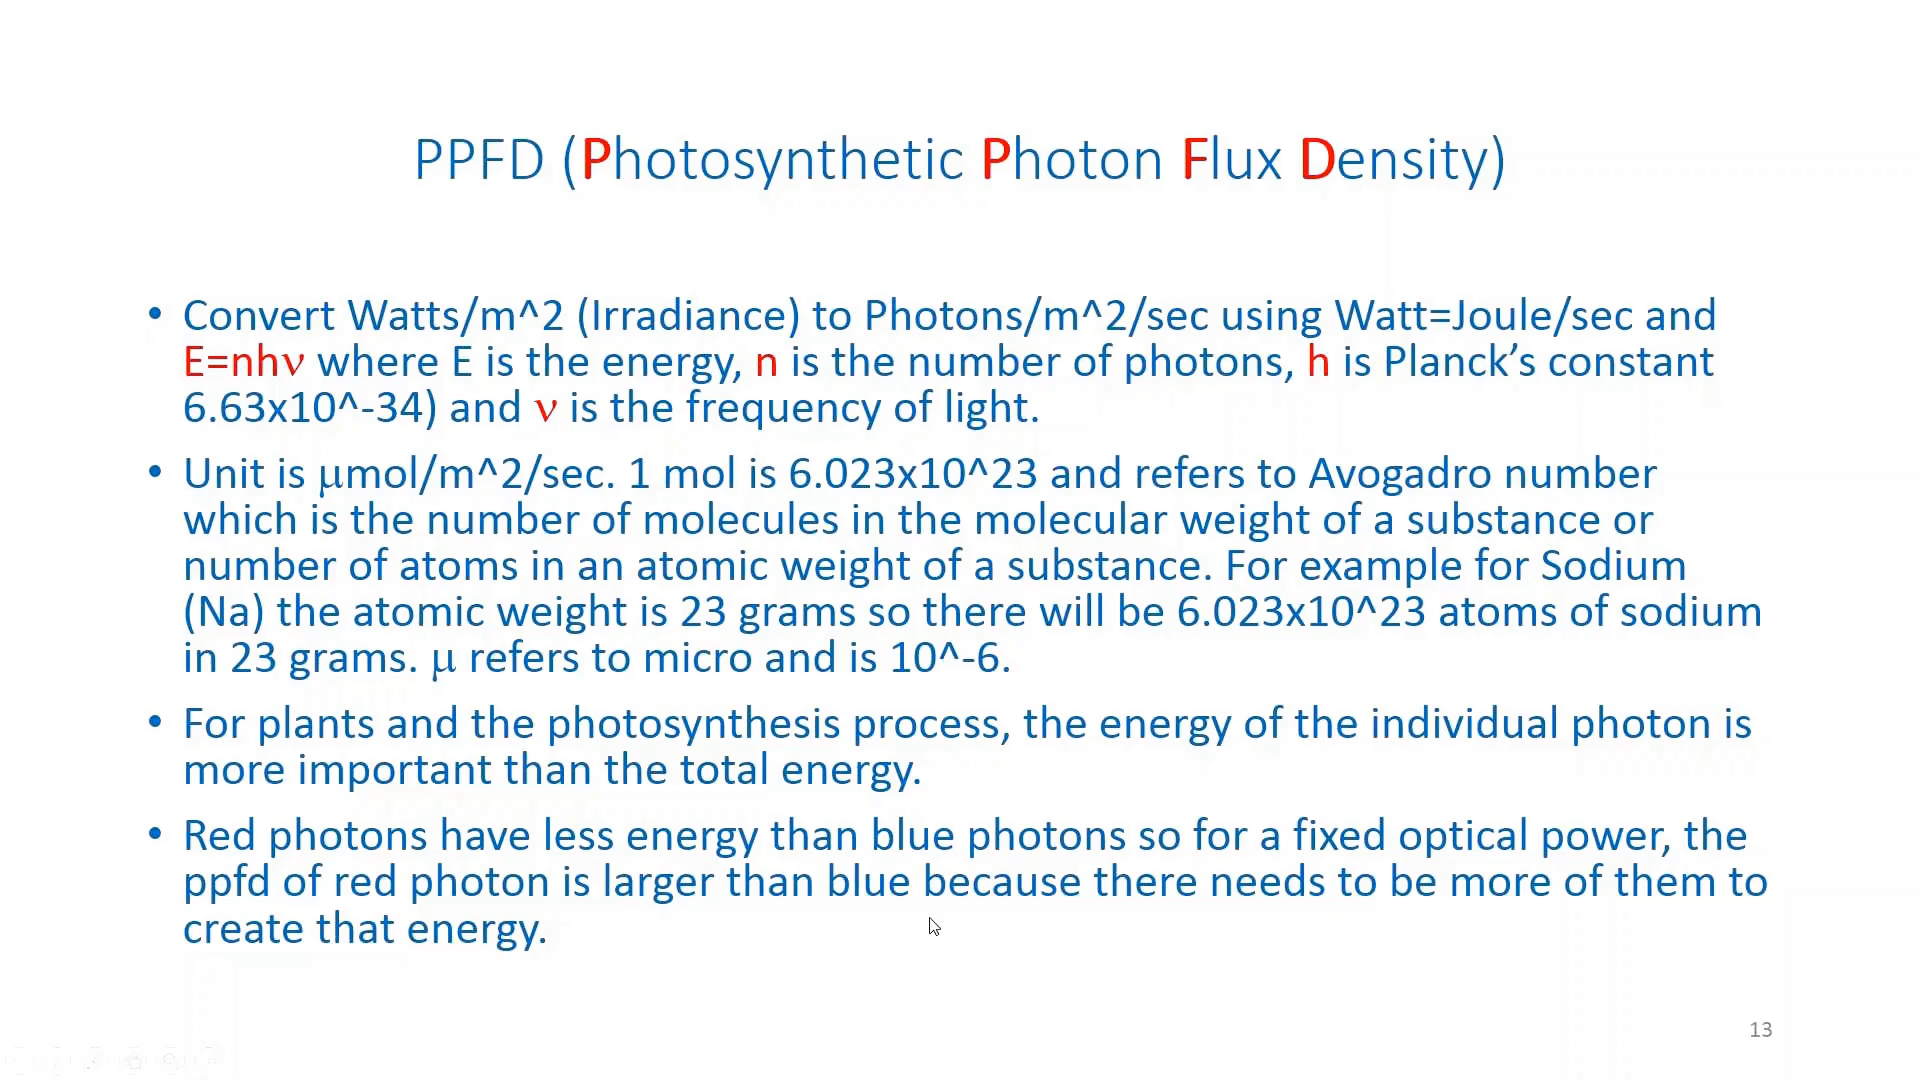 PPFD (Photosynthetic Photon Flux Density)
• Convert Watts/m^2 (Irradiance) to Photons/m^2/sec using Watt=Joule/sec and
E=nhν where E is the energy, n is the number of photons, h is Planck’s constant
6.63x10^-34) and ν is the frequency of light.
• Unit is μmol/m^2/sec. 1 mol is 6.023x10^23 and refers to Avogadro number
which is the number of molecules in the molecular weight of a substance or
number of atoms in an atomic weight of a substance. For example for Sodium
(Na) the atomic weight is 23 grams so there will be 6.023x10^23 atoms of sodium
in 23 grams. μ refers to micro and is 10^-6.
• For plants and the photosynthesis process, the energy of the individual photon is
more important than the total energy.
• Red photons have less energy than blue photons so for a fixed optical power, the
ppfd of red photon is larger than blue because there needs to be more of them to
create that energy.
13